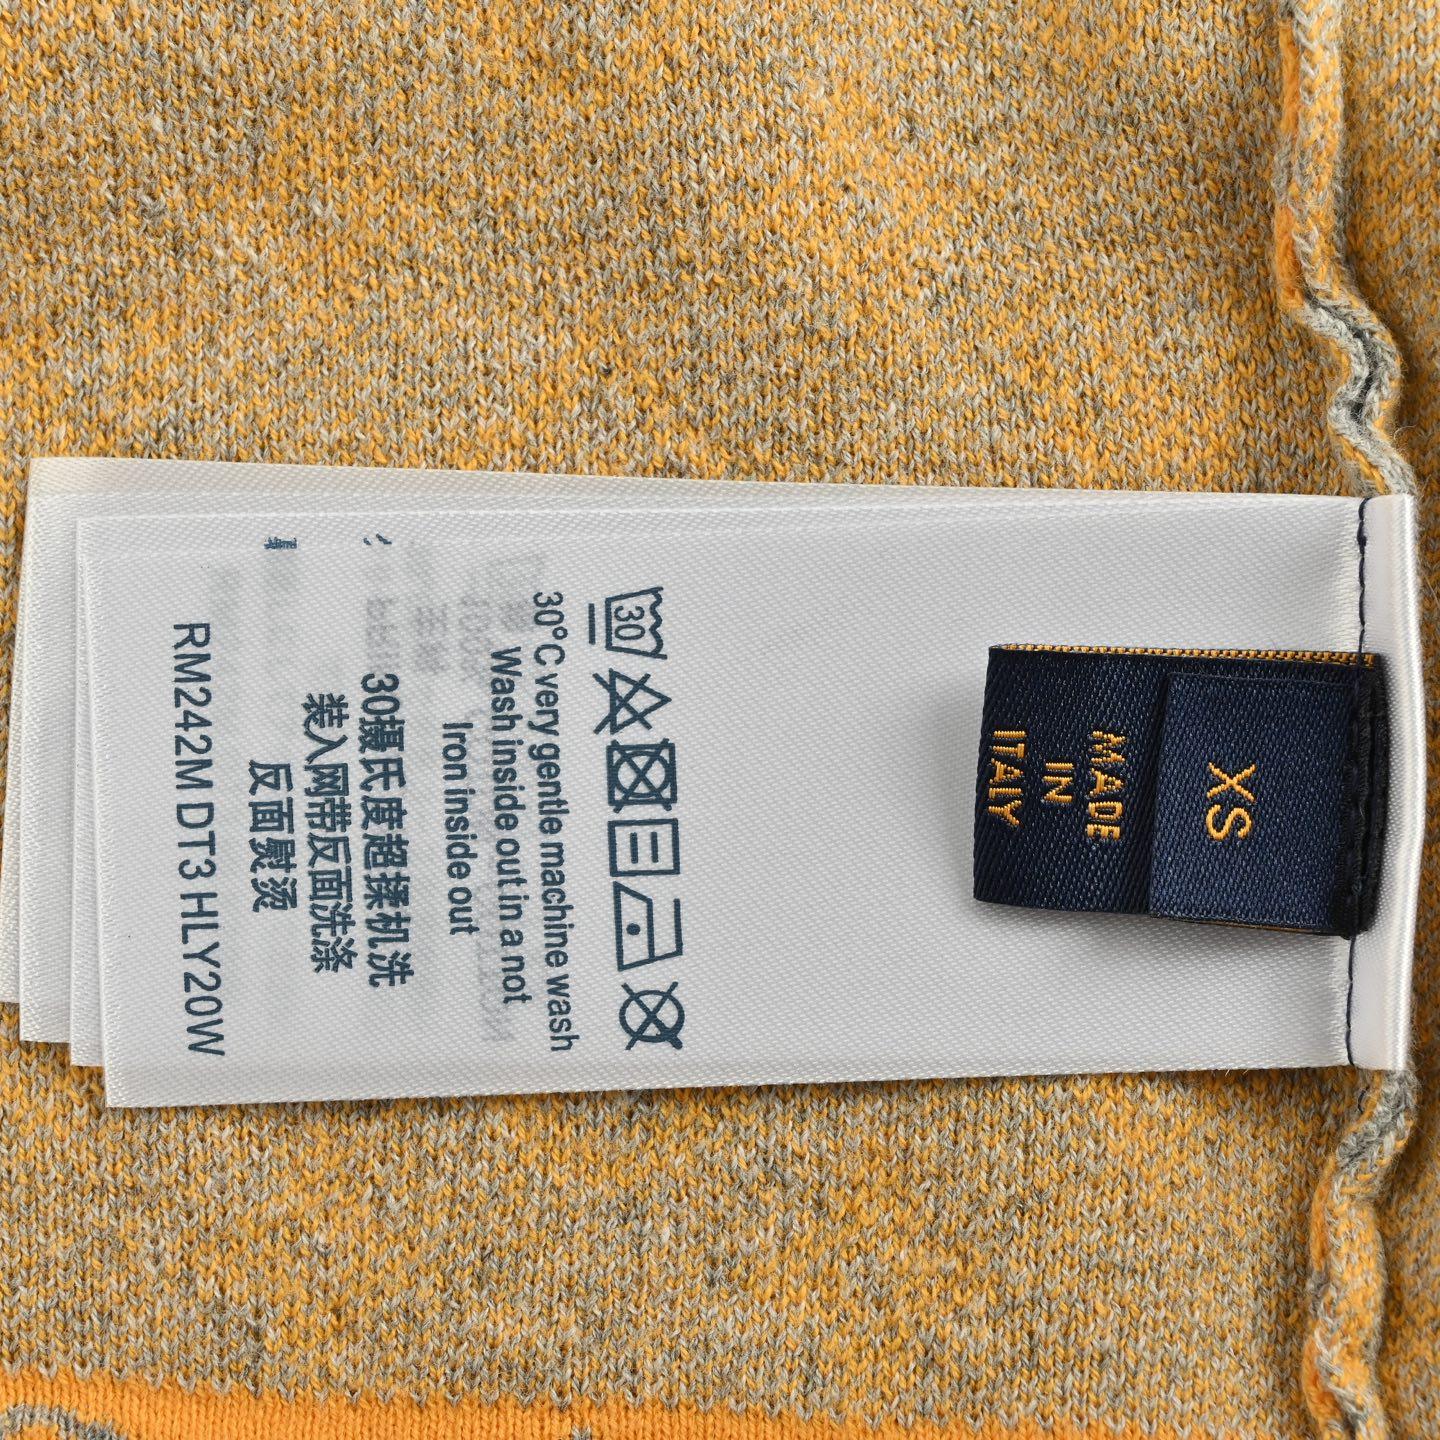 XS
MADE
IN
ITALY
30
30°C very gentle machine wash
Wash inside out in a not
Iron inside out
30摄氏度超揉机洗
装入网带反面洗涤
反面熨烫
RM242M DT3 HLY20W